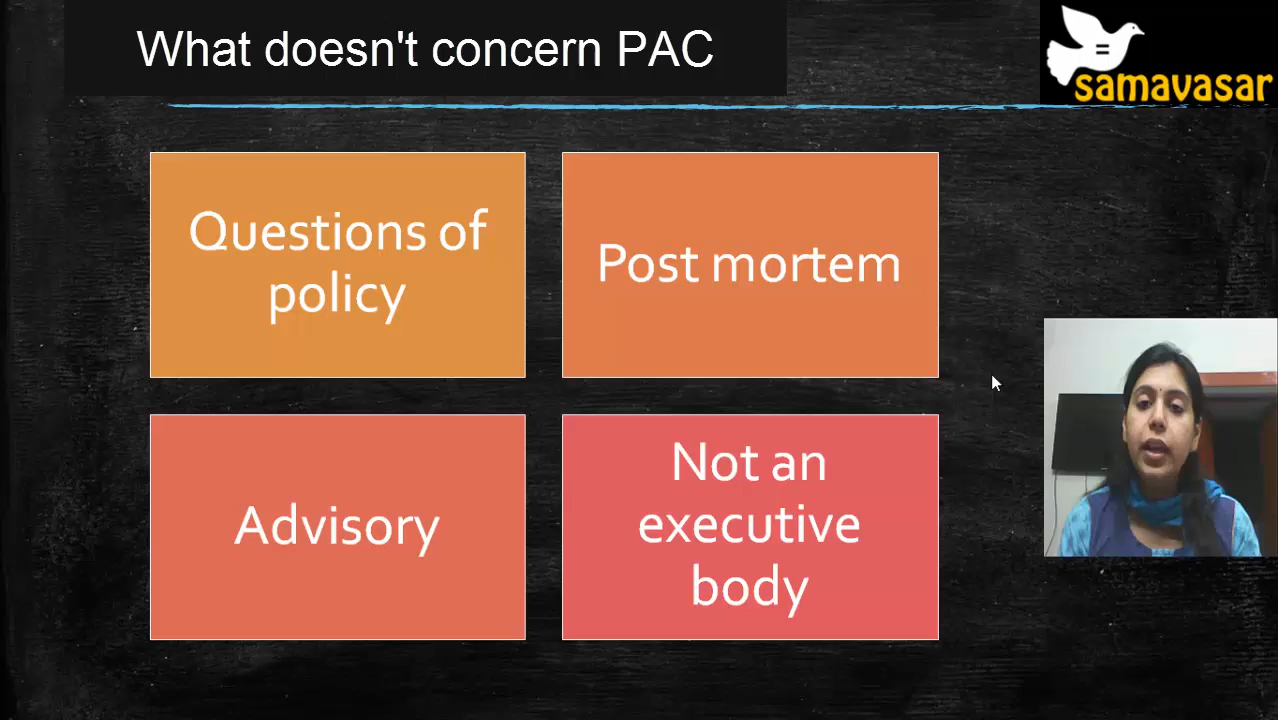 What doesn't concern PAC
=
samavasar
Questions of
policy
Post mortem
Advisory
Not an
executive
body